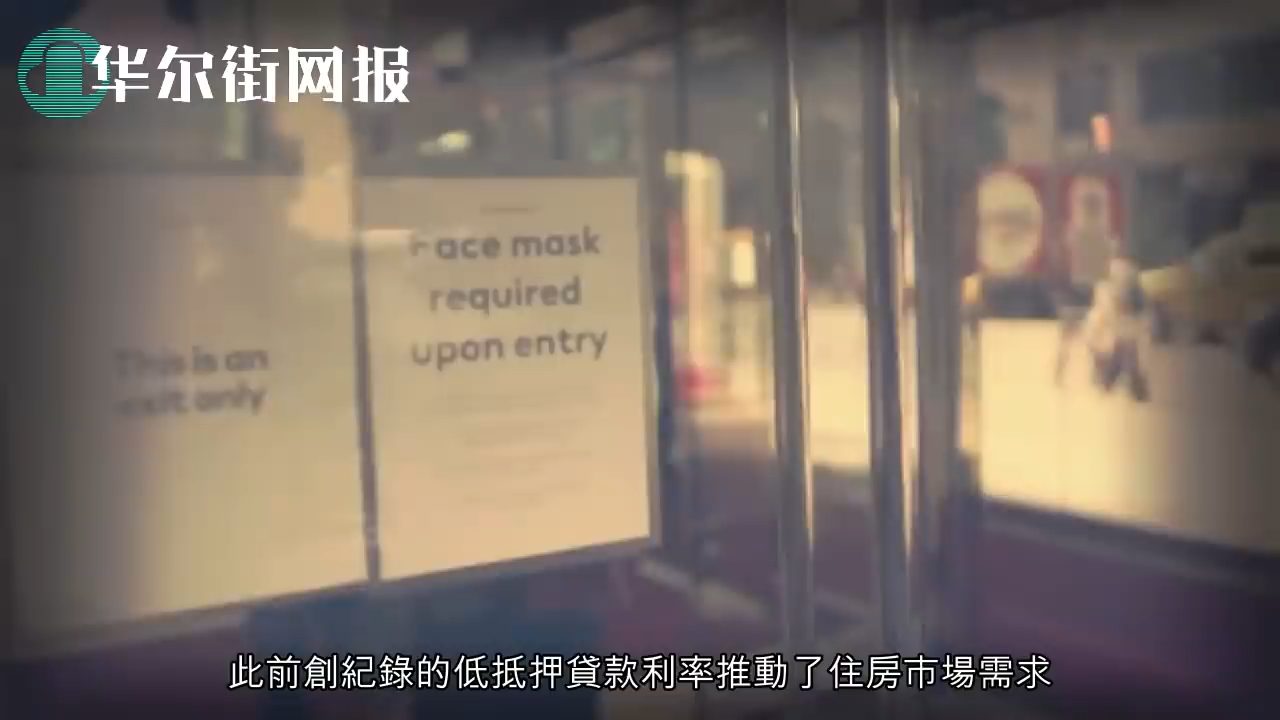 华尔街网报
Face mask
required
upon entry
This is an
exit only
此前創紀錄的低抵押貸款利率推動了住房市場需求